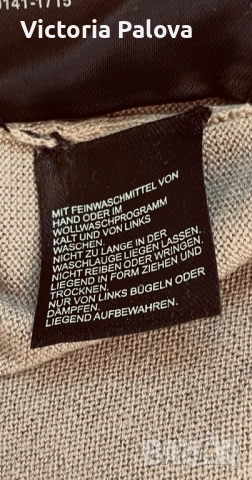 Victoria Palova
0141-1715
MIT FEINWASCHMITTEL VON
HAND ODER IM
WOLLWASCHPROGRAMM
KALT UND VON LINKS
WASCHEN.
NICHT ZU LANGE IN DER
WASCHLAUGE LIEGEN LASSEN.
NICHT REIBEN ODER WRINGEN.
LIEGEND IN FORM ZIEHEN UND
TROCKNEN.
NUR VON LINKS BÜGELN ODER
DÄMPFEN.
LIEGEND AUFBEWAHREN.